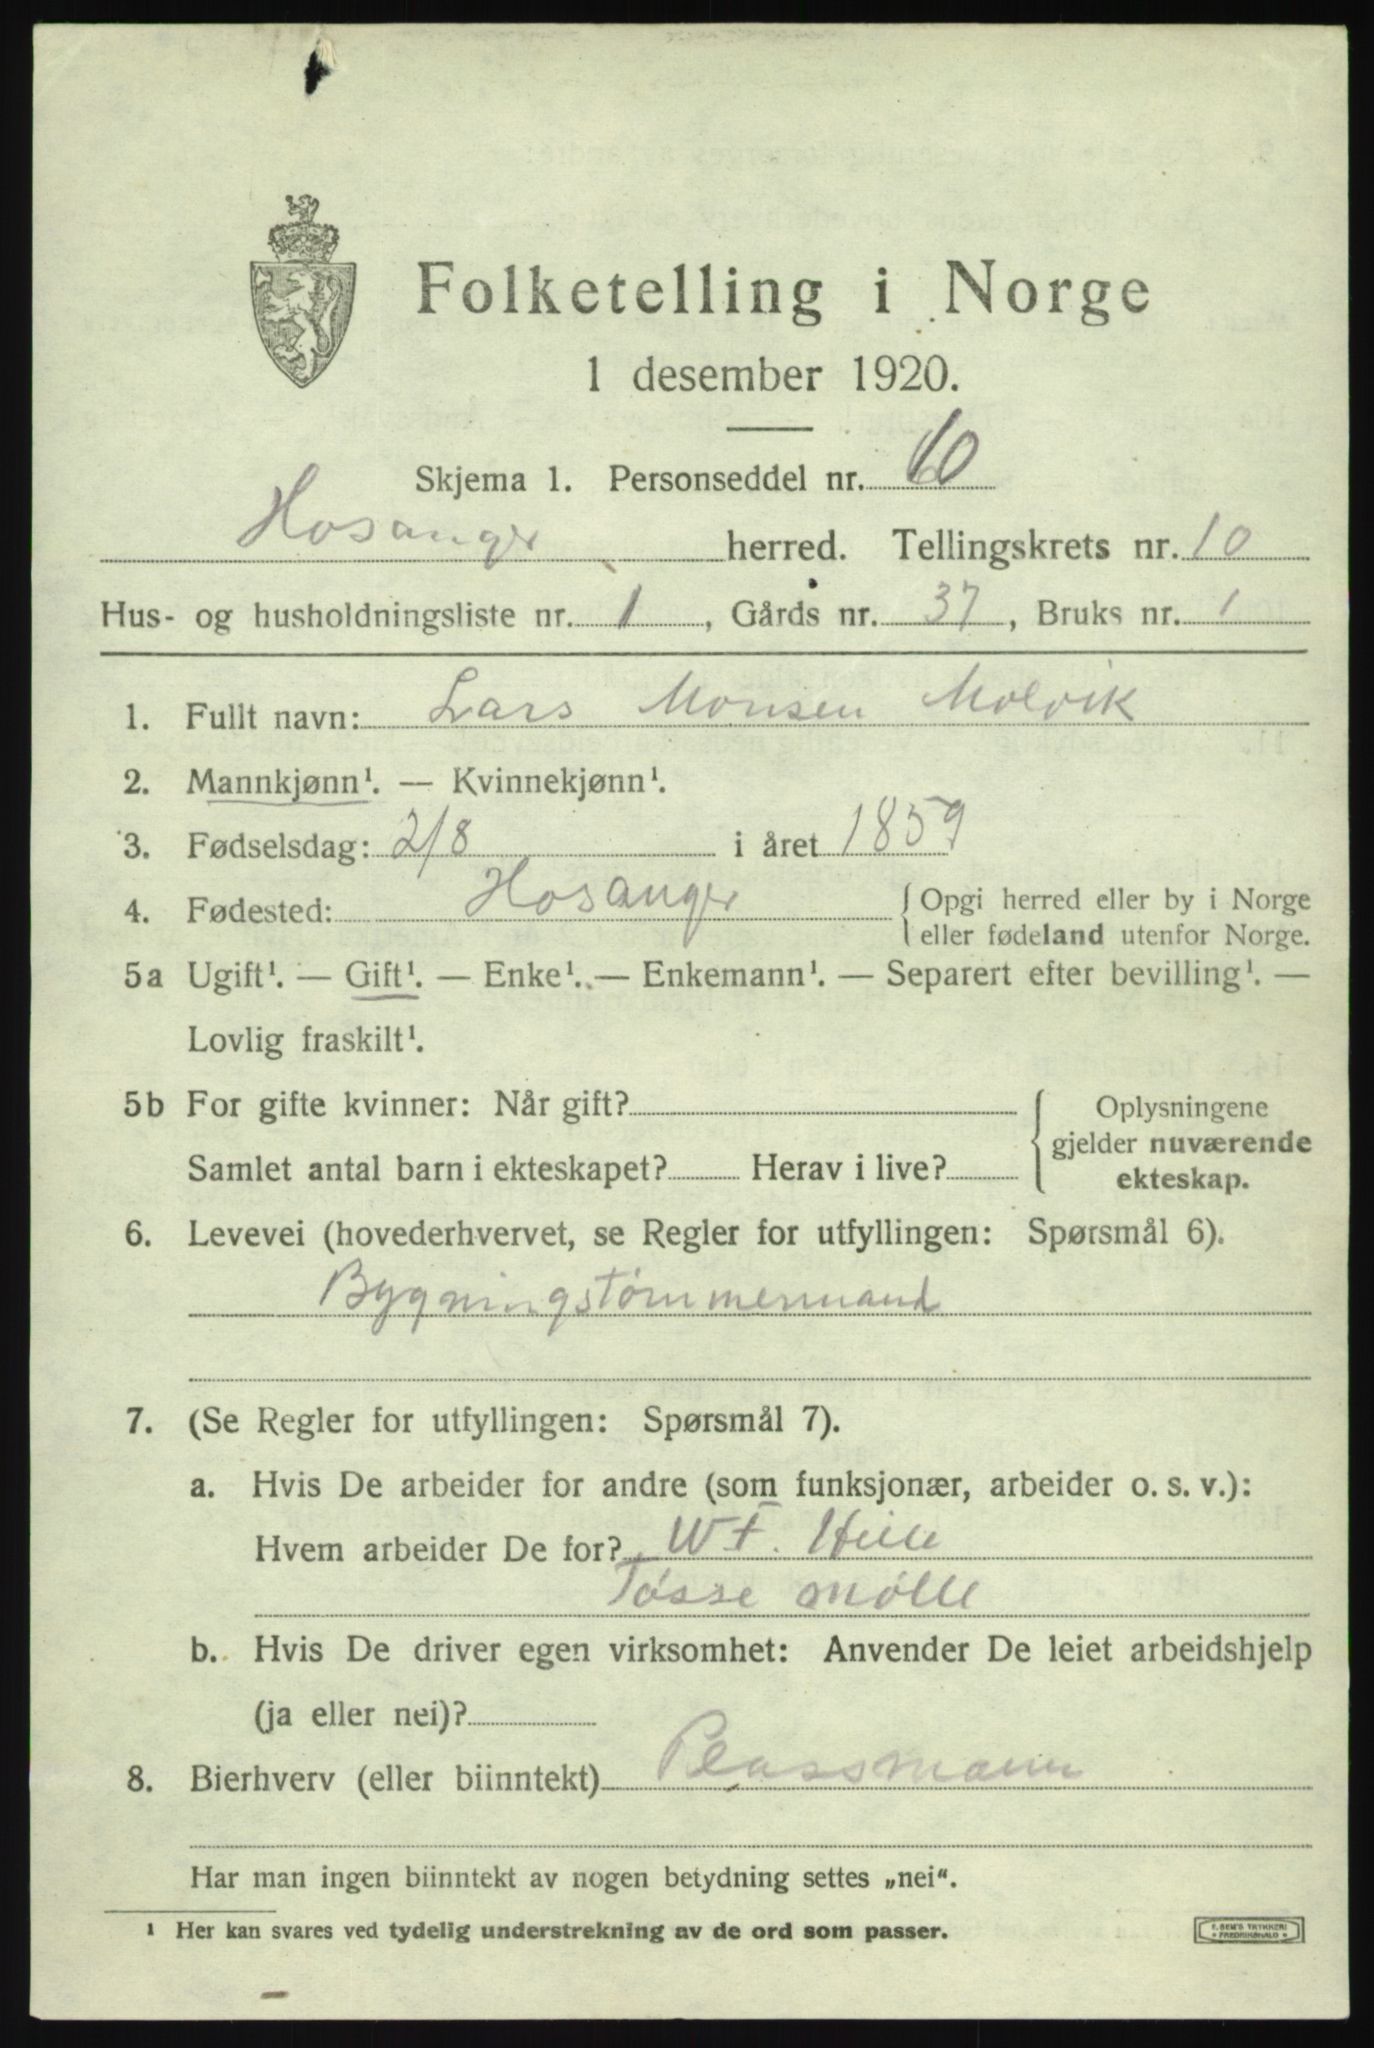 Folketelling i Norge
1 desember 1920.
Skjema 1. Personseddel nr.
Hosanger herred. Tellingskrets nr. 10
Hus- og husholdningsliste nr. 1, Gårds nr. 37, Bruks nr. 1
1. Fullt navn: Lars Monsen Molvik
2. Mannkjønn¹. — Kvinnekjønn¹.
3. Fødselsdag: 2/8 i året 1859
4. Fødested: Hosanger { Opgi herred eller by i Norge
eller fødeland utenfor Norge.
5a Ugift¹. — Gift¹. — Enke¹. — Enkemann¹. — Separert efter bevilling¹. —
Lovlig fraskilt¹.
5b For gifte kvinner: Når gift? { Oplysningene
gjelder nuværende
Samlet antal barn i ekteskapet? Herav i live?
ekteskap.
6. Levevei (hovederhvervet, se Regler for utfyllingen: Spørsmål 6).
Bygningstømmermand
7. (Se Regler for utfyllingen: Spørsmål 7).
a. Hvis De arbeider for andre (som funksjonær, arbeider o. s. v.):
Hvem arbeider De for?
Tøsse mølle
b. Hvis De driver egen virksomhet: Anvender De leiet arbeidshjelp
(ja eller nei)?
8. Bierhverv (eller biinntekt) Plassmann
Har man ingen biinntekt av nogen betydning settes „nei“.
¹ Her kan svares ved tydelig understrekning av de ord som passer.
E. SEM'S TRYKKERI
FREDRIKSHALD